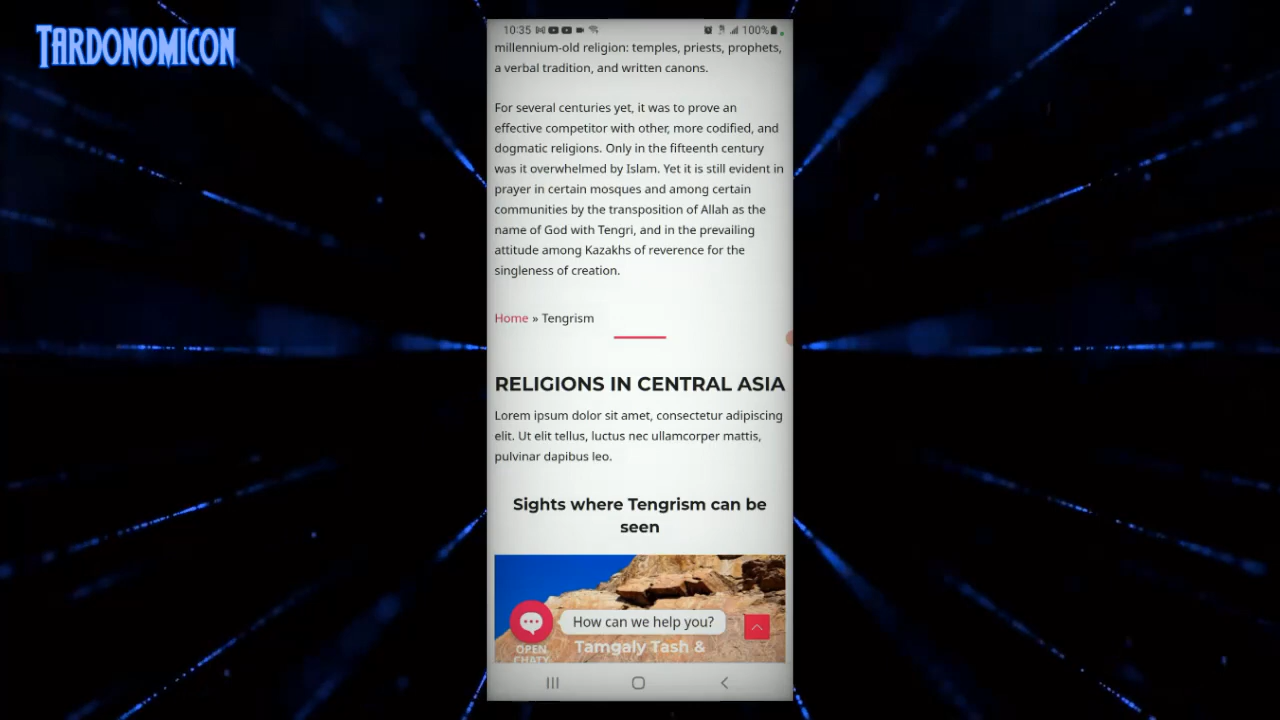 TARDONOMICON
10:35
100%
millennium-old religion: temples, priests, prophets,
a verbal tradition, and written canons.
For several centuries yet, it was to prove an
effective competitor with other, more codified, and
dogmatic religions. Only in the fifteenth century
was it overwhelmed by Islam. Yet it is still evident in
prayer in certain mosques and among certain
communities by the transposition of Allah as the
name of God with Tengri, and in the prevailing
attitude among Kazakhs of reverence for the
singleness of creation.
Home » Tengrism
RELIGIONS IN CENTRAL ASIA
Lorem ipsum dolor sit amet, consectetur adipiscing
elit. Ut elit tellus, luctus nec ullamcorper mattis,
pulvinar dapibus leo.
Sights where Tengrism can be
seen
How can we help you?
Tamgaly Tash &
OPEN
CHATY